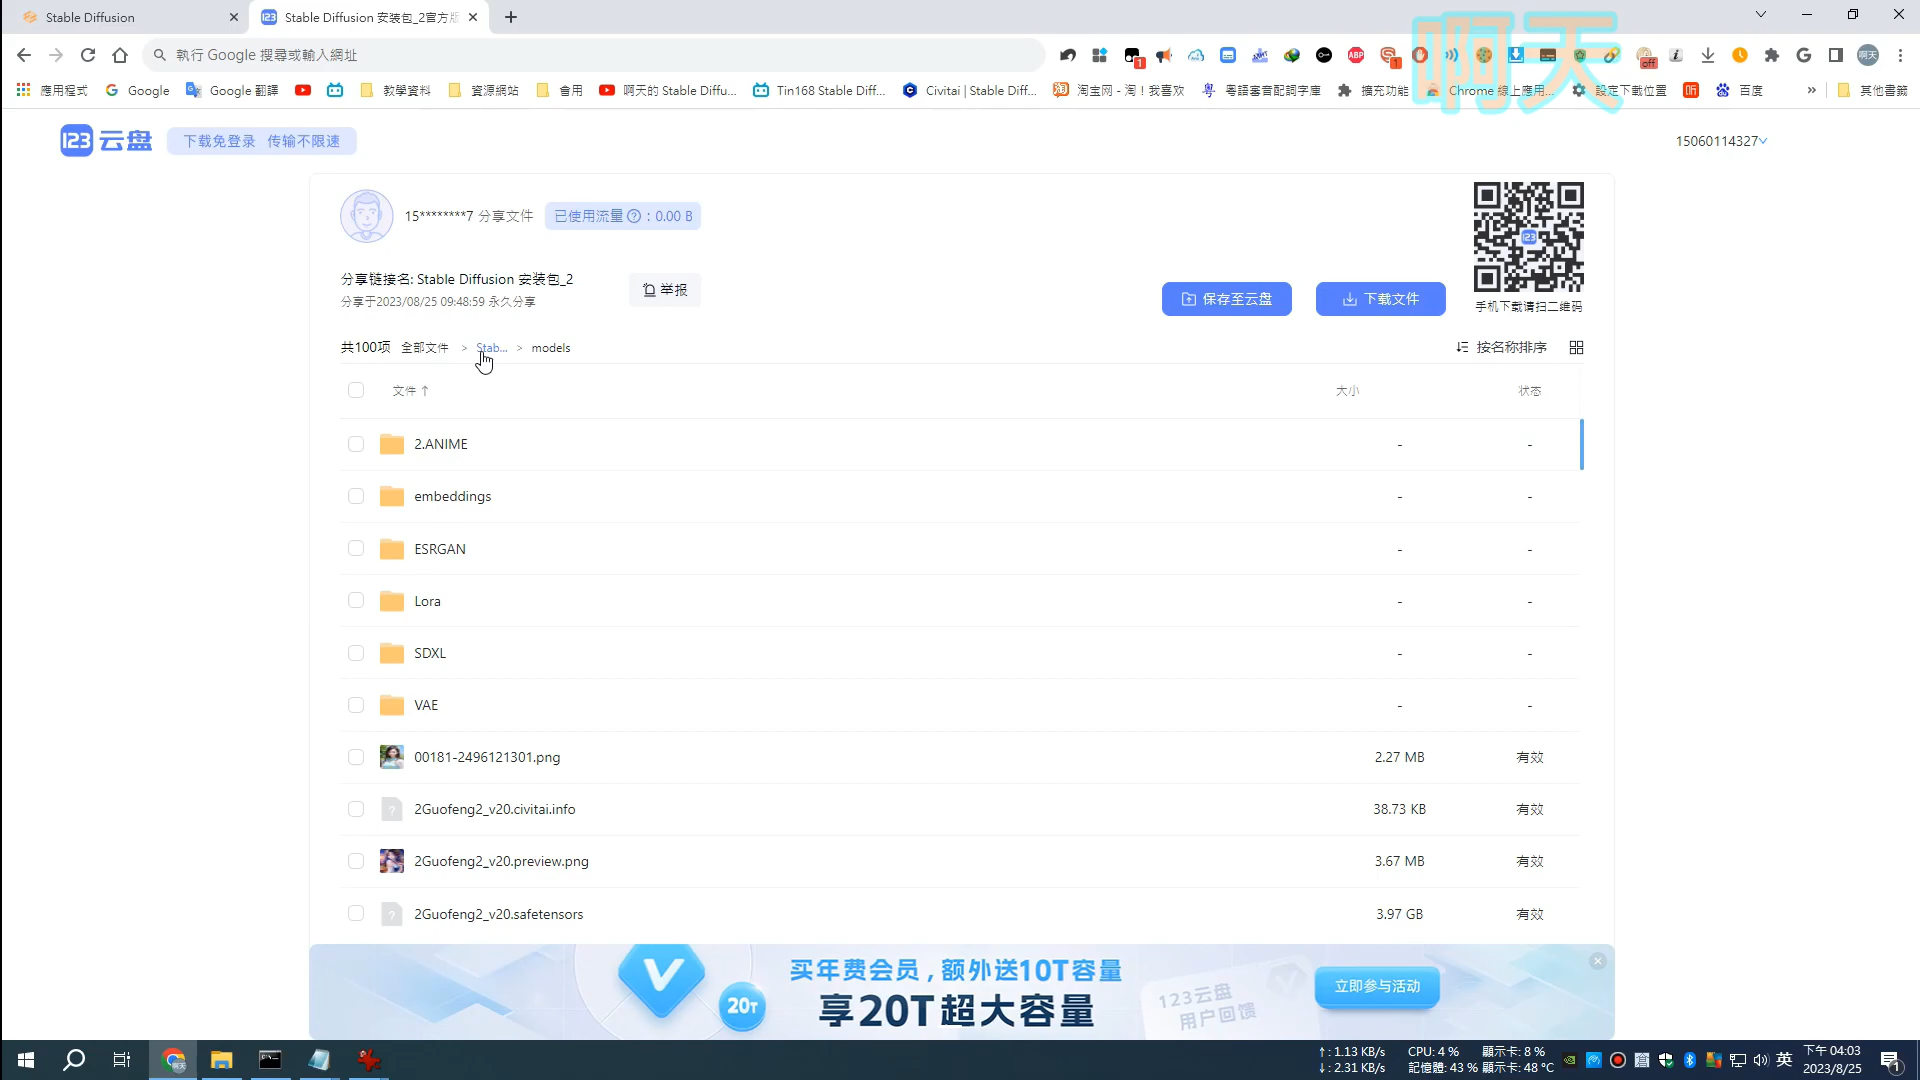 Stable Diffusion
Stable Diffusion 安装包_2官方版
執行 Google 搜尋或輸入網址
應用程式
Google
Google 翻譯
教學資料
資源網站
會用
啊天的 Stable Diffu...
Tin168 Stable Diff...
Civitai | Stable Diff...
淘宝网 - 淘！我喜欢
粵語審音配詞字庫
擴充功能
Chrome 線上應用...
設定下載位置
百度
其他書籤
啊天
123云盘
下载免登录 传输不限速
15060114327
15********7 分享文件
已使用流量 : 0.00 B
分享链接名: Stable Diffusion 安装包_2
分享于2023/08/25 09:48:59 永久分享
举报
保存至云盘
下载文件
手机下载请扫二维码
共100项 全部文件 > Stab... > models
按名称排序
文件 大小 状态
2.ANIME - -
embeddings - -
ESRGAN - -
Lora - -
SDXL - -
VAE - -
00181-2496121301.png 2.27 MB 有效
2Guofeng2_v20.civitai.info 38.73 KB 有效
2Guofeng2_v20.preview.png 3.67 MB 有效
2Guofeng2_v20.safetensors 3.97 GB 有效
买年费会员，额外送10T容量
享20T超大容量
20T
123云盘
用户回馈
立即参与活动
↑: 1.13 KB/s CPU: 4 % 顯示卡: 8 %
↓: 2.31 KB/s 記憶體: 43 % 顯示卡: 48 °C
英
下午 04:03
2023/8/25